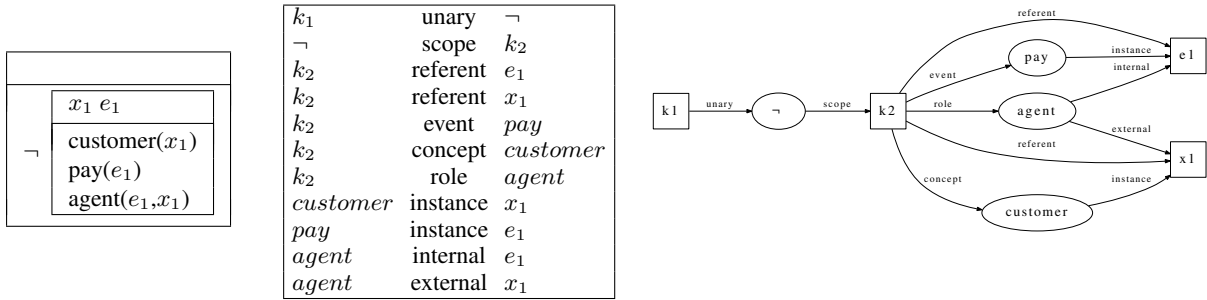 x₁ e₁
¬
customer(x₁)
pay(e₁)
agent(e₁,x₁)
k₁ unary ¬
¬ scope k₂
k₂ referent e₁
k₂ referent x₁
k₂ event pay
k₂ concept customer
k₂ role agent
customer instance x₁
pay instance e₁
agent internal e₁
agent external x₁
referent
pay
instance
e1
internal
event
k1
unary
¬
scope
k2
role
agent
external
referent
x1
concept
instance
customer